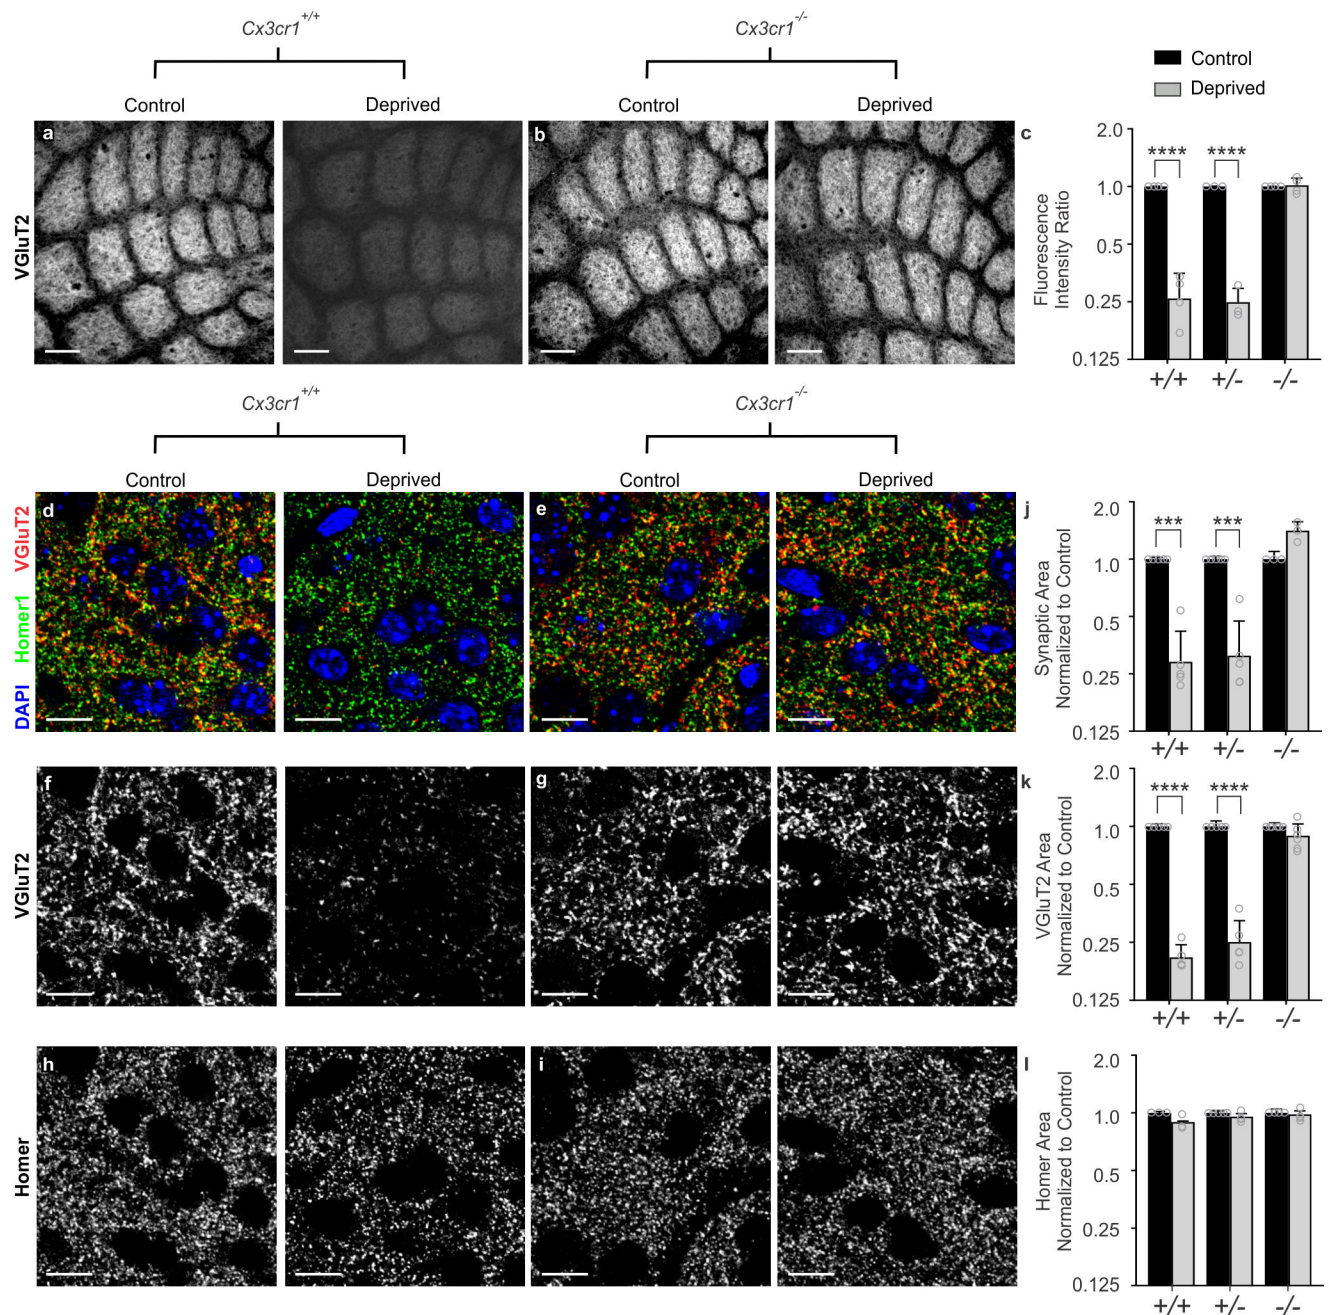 Cx3cr1+/+
Cx3cr1-/-
Control
Deprived
Control
Deprived
Control
Deprived
VGluT2
a
b
c
Fluorescence
Intensity Ratio
2.0
1.0
0.5
0.25
0.125
****
****
+/+
+/-
-/-
Cx3cr1+/+
Cx3cr1-/-
Control
Deprived
Control
Deprived
DAPI Homer1 VGluT2
d
e
j
Synaptic Area
Normalized to Control
2.0
1.0
0.5
0.25
0.125
***
***
+/+
+/-
-/-
VGluT2
f
g
k
VGluT2 Area
Normalized to Control
2.0
1.0
0.5
0.25
0.125
****
****
+/+
+/-
-/-
Homer
h
i
l
Homer Area
Normalized to Control
2.0
1.0
0.5
0.25
0.125
+/+
+/-
-/-